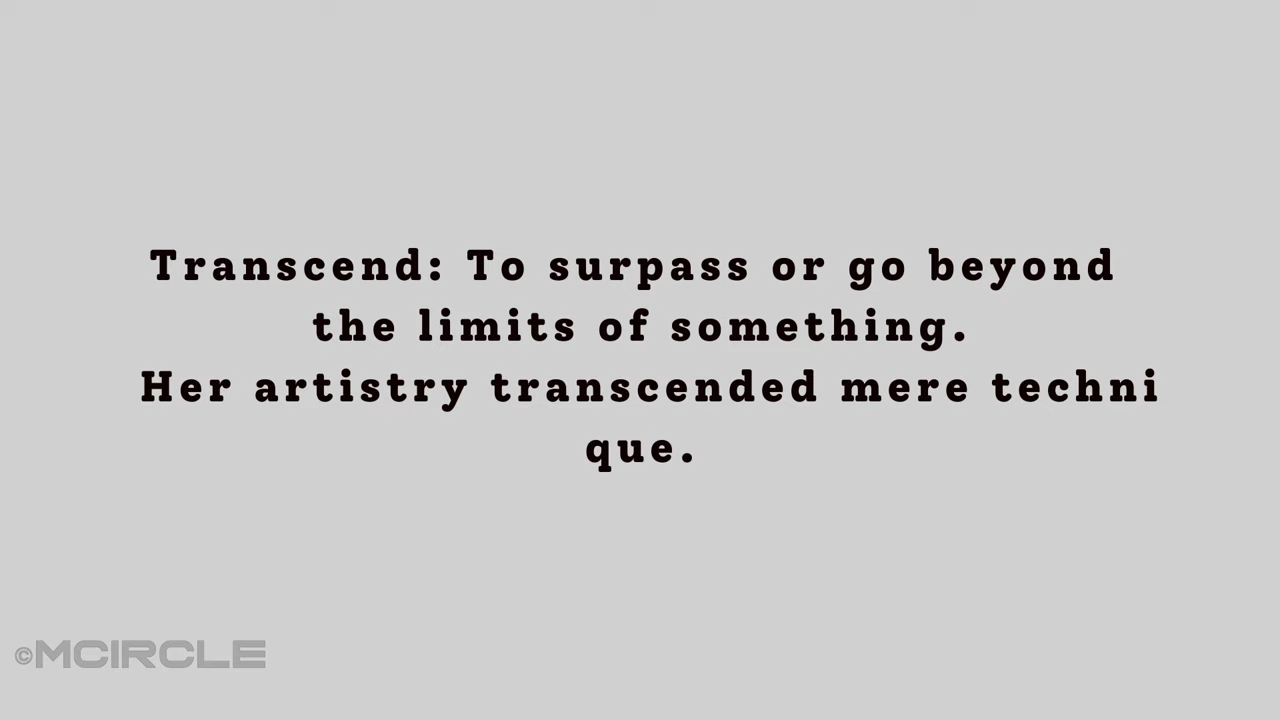 Transcend: To surpass or go beyond
the limits of something.
Her artistry transcended mere techni
que.
©MCIRCLE